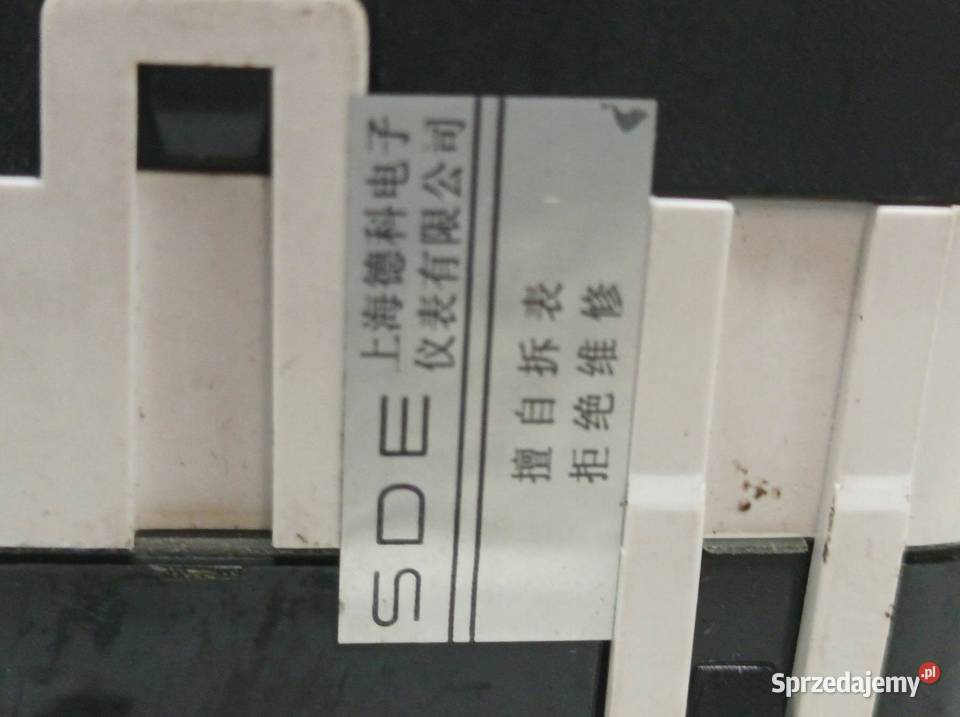 SDE
上海德科电子
仪表有限公司
擅自拆表
拒绝维修
Sprzedajemy.pl